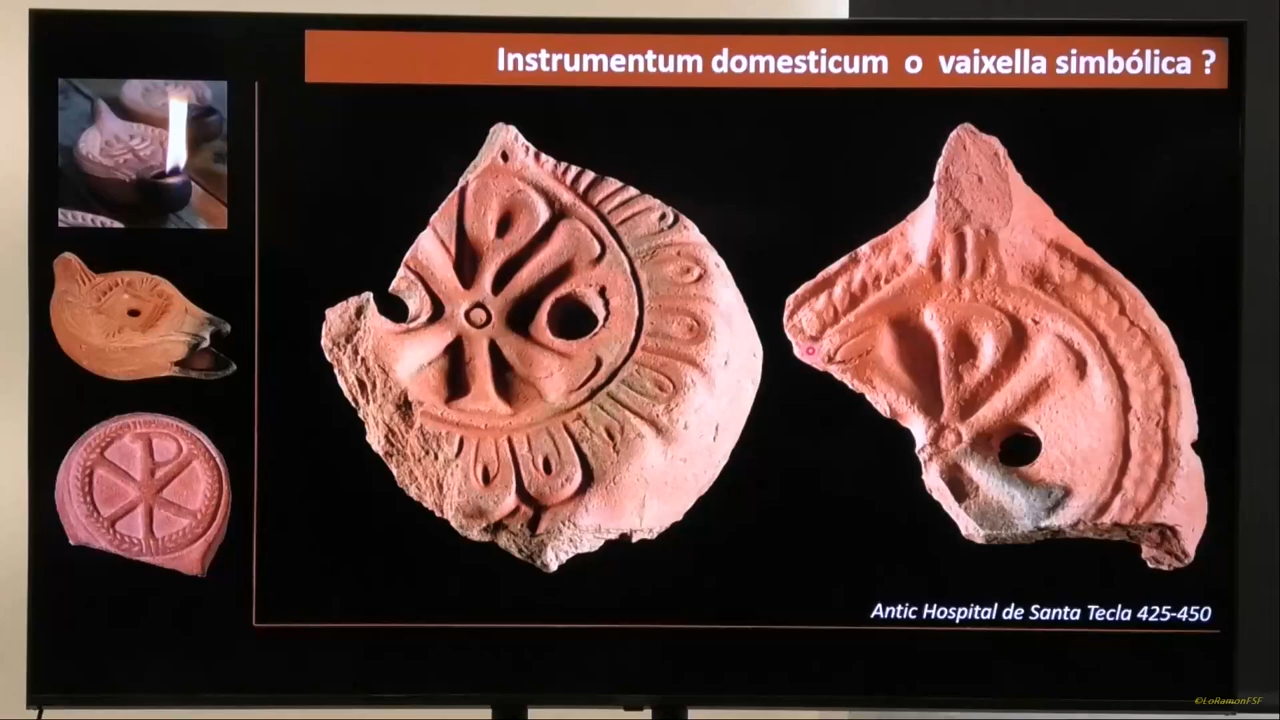 Instrumentum domesticum o vaixella simbólica ?
Antic Hospital de Santa Tecla 425-450
©LoRamonFSF